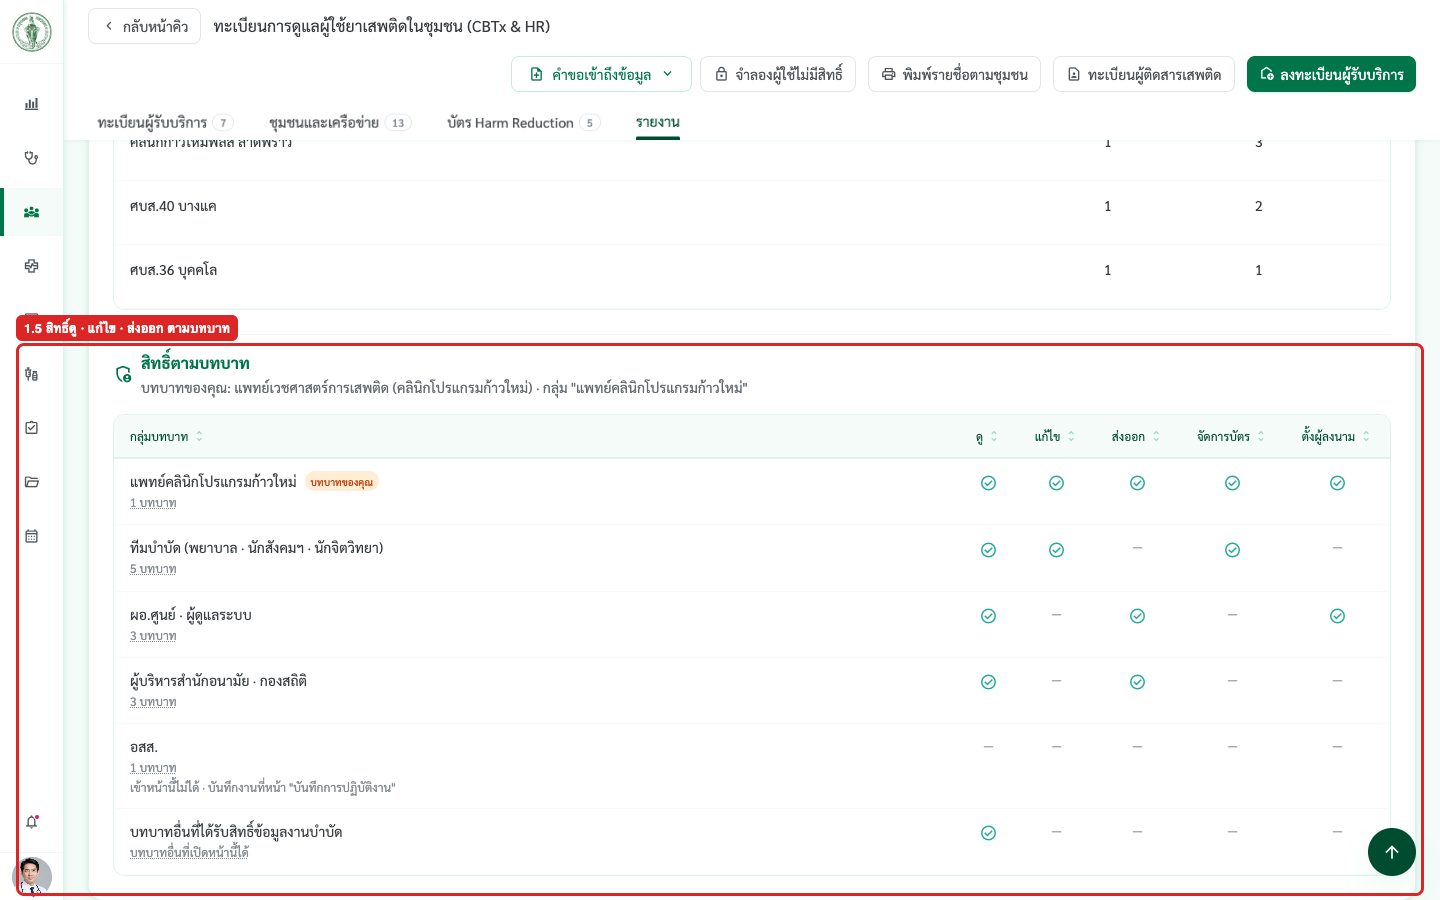 กลับหน้าคิว
ทะเบียนการดูแลผู้ใช้ยาเสพติดในชุมชน (CBTx & HR)
คำขอเข้าถึงข้อมูล
จำลองผู้ใช้ไม่มีสิทธิ์
พิมพ์รายชื่อตามชุมชน
ทะเบียนผู้ติดสารเสพติด
ลงทะเบียนผู้รับบริการ
ทะเบียนผู้รับบริการ 7
ชุมชนและเครือข่าย 13
บัตร Harm Reduction 5
รายงาน
คลินิกก้าวใหม่พลัส ลาดพร้าว 1 3
ศบส.40 บางแค 1 2
ศบส.36 บุคคโล 1 1
1.5 สิทธิ์ดู · แก้ไข · ส่งออก ตามบทบาท
สิทธิ์ตามบทบาท
บทบาทของคุณ: แพทย์เวชศาสตร์การเสพติด (คลินิกโปรแกรมก้าวใหม่) · กลุ่ม "แพทย์คลินิกโปรแกรมก้าวใหม่"
กลุ่มบทบาท ดู แก้ไข ส่งออก จัดการบัตร ตั้งผู้ลงนาม
แพทย์คลินิกโปรแกรมก้าวใหม่ บทบาทของคุณ
1 บทบาท
ทีมบำบัด (พยาบาล · นักสังคมฯ · นักจิตวิทยา) — —
5 บทบาท
ผอ.ศูนย์ · ผู้ดูแลระบบ — —
3 บทบาท
ผู้บริหารสำนักอนามัย · กองสถิติ — — —
3 บทบาท
อสส. — — — — —
1 บทบาท
เข้าหน้านี้ไม่ได้ · บันทึกงานที่หน้า "บันทึกการปฏิบัติงาน"
บทบาทอื่นที่ได้รับสิทธิ์ข้อมูลงานบำบัด — — — —
บทบาทอื่นที่เปิดหน้านี้ได้